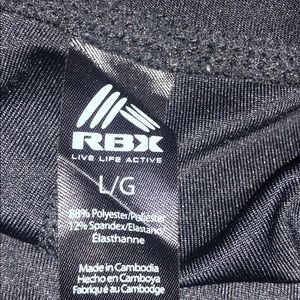 RBX
LIVE LIFE ACTIVE
L/G
88% Polyester/Poliéster
12% Spandex/Elastano/
Élasthanne
Made in Cambodia
Hecho en Camboya
Fabriqué au Cambodge